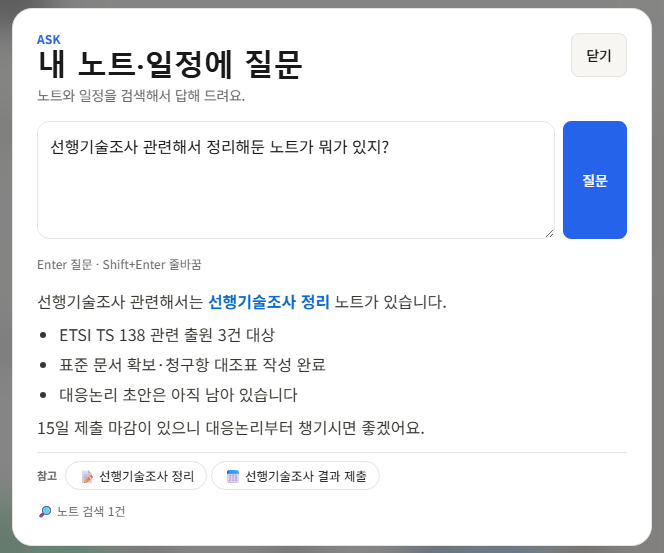 ASK
내 노트·일정에 질문
닫기
노트와 일정을 검색해서 답해 드려요.
선행기술조사 관련해서 정리해둔 노트가 뭐가 있지?
질문
Enter 질문 · Shift+Enter 줄바꿈
선행기술조사 관련해서는 선행기술조사 정리 노트가 있습니다.
• ETSI TS 138 관련 출원 3건 대상
• 표준 문서 확보·청구항 대조표 작성 완료
• 대응논리 초안은 아직 남아 있습니다
15일 제출 마감이 있으니 대응논리부터 챙기시면 좋겠어요.
참고 📝 선행기술조사 정리 🗓️ 선행기술조사 결과 제출
🔎 노트 검색 1건